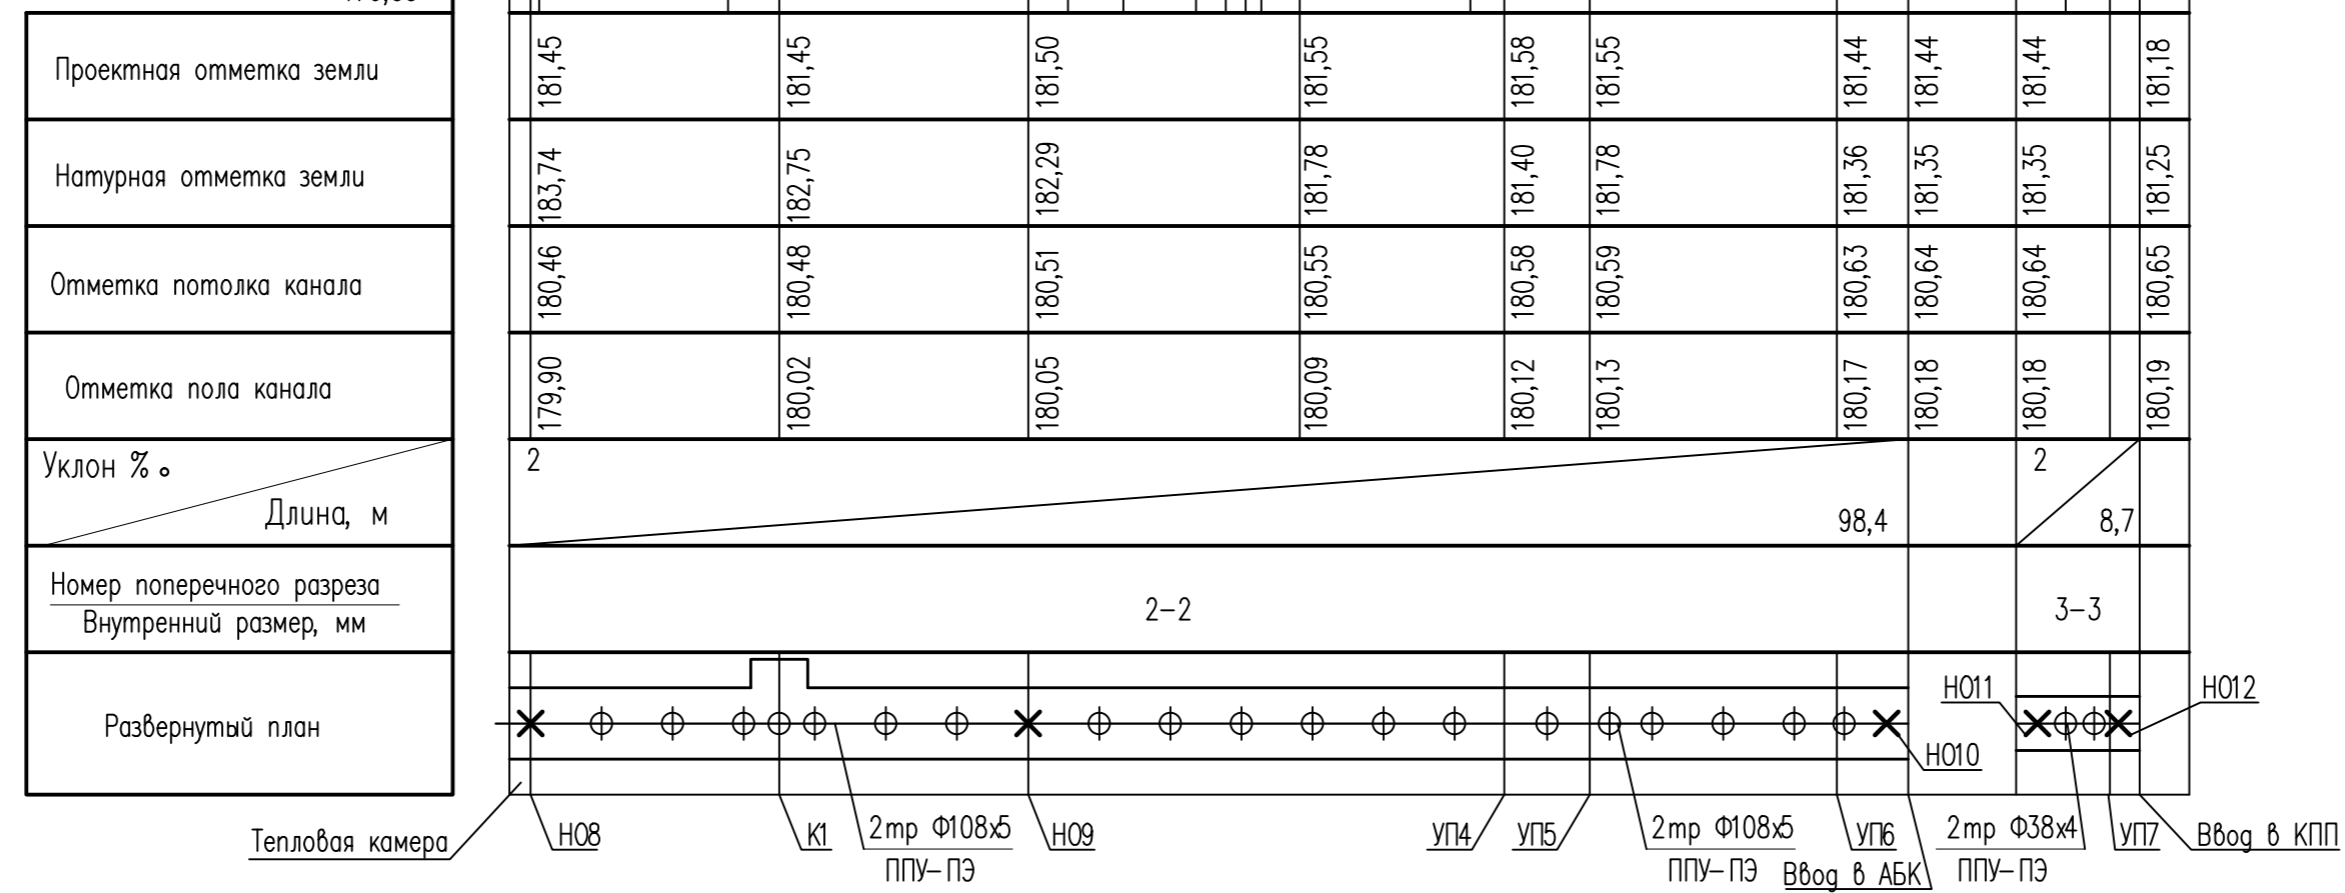 Проектная отметка земли
181,45 181,45 181,50 181,55 181,58 181,55 181,44 181,44 181,44 181,18
Натурная отметка земли
183,74 182,75 182,29 181,78 181,40 181,78 181,36 181,35 181,35 181,25
Отметка потолка канала
180,46 180,48 180,51 180,55 180,58 180,59 180,63 180,64 180,64 180,65
Отметка пола канала
179,90 180,02 180,05 180,09 180,12 180,13 180,17 180,18 180,18 180,19
Уклон %о
Длина, м
2 98,4 2 8,7
Номер поперечного разреза
Внутренний размер, мм
2-2 3-3
Развернутый план
НО11 НО12
НО10
Тепловая камера НО8 К1 2тр Ф108х5 НО9 УП4 УП5 2тр Ф108х5 УП6 2тр Ф38х4 УП7 Ввод в КПП
ППУ-ПЭ ППУ-ПЭ Ввод в АБК ППУ-ПЭ